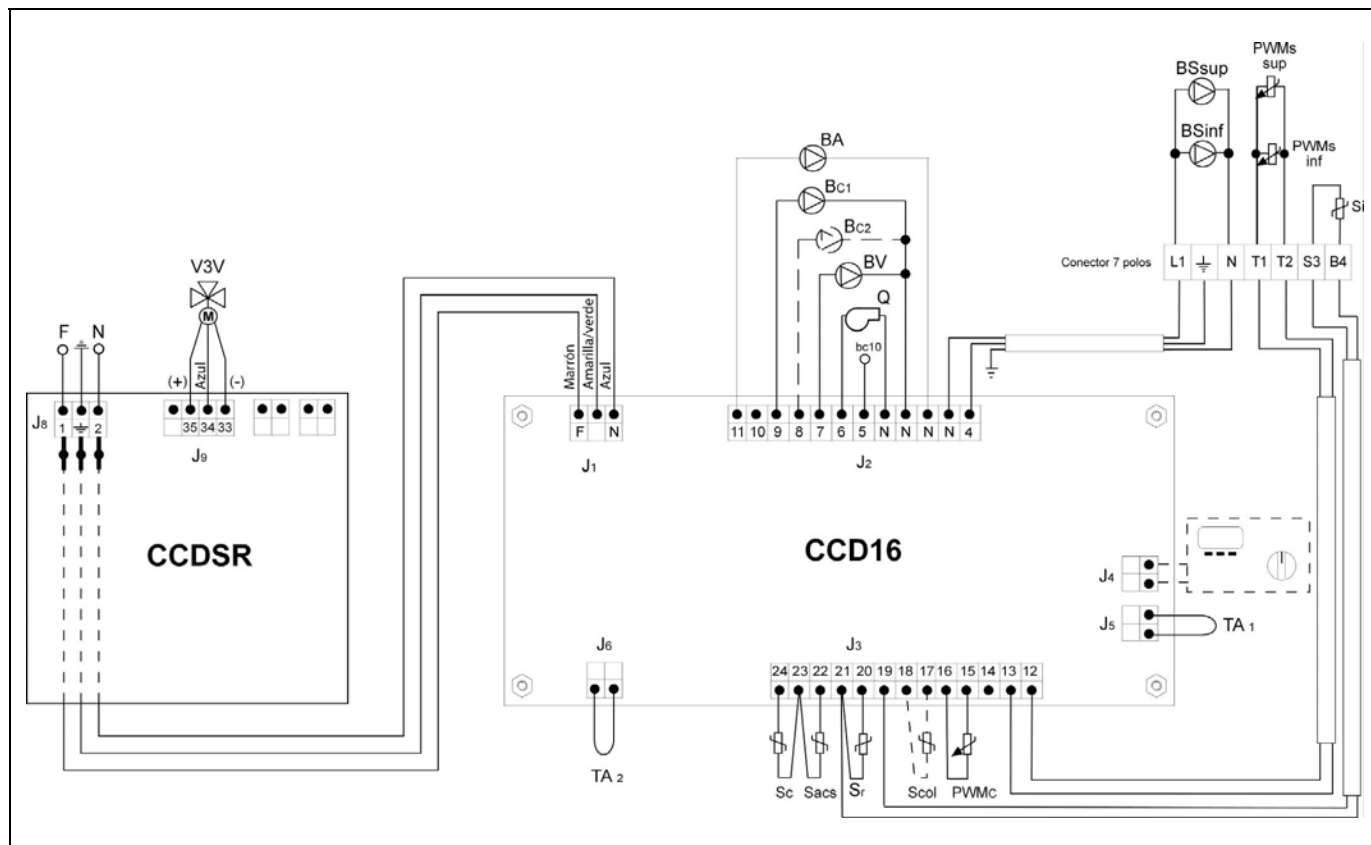 PWMs
sup
BSsup
BSinf
PWMs
inf
BA
BC1
BC2
BV
Q
bc10
Si
Conector 7 polos
L1 N T1 T2 S3 B4
V3V
M
F N
(+) Azul (-)
Marrón
Amarilla/verde
Azul
J8
1 2
35 34 33
J9
F N
J1
11 10 9 8 7 6 5 N N N N 4
J2
CCDSR
CCD16
J4
J5
TA 1
J6
TA 2
J3
24 23 22 21 20 19 18 17 16 15 14 13 12
Sc Sacs Sr Scol PWMc